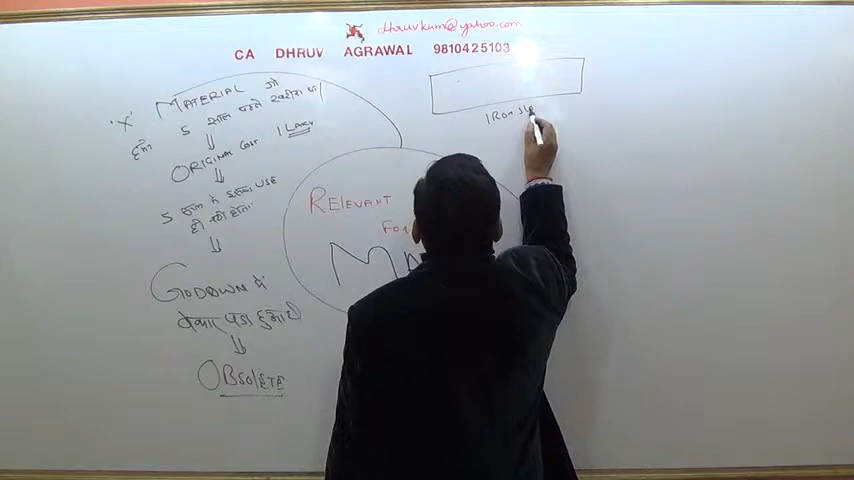 dhruvkum@yahoo.com
CA DHRUV AGRAWAL 9810425103
'X' MATERIAL जो
हमने 5 साल पहले खरीदा था
ORIGINAL COST 1 LAKH
5 साल से इसका USE
ही नहीं होता
GODOWN में
बेकार पड़ा हुआ है
OBSOLETE
RELEVANT
FOR
MA
IRON